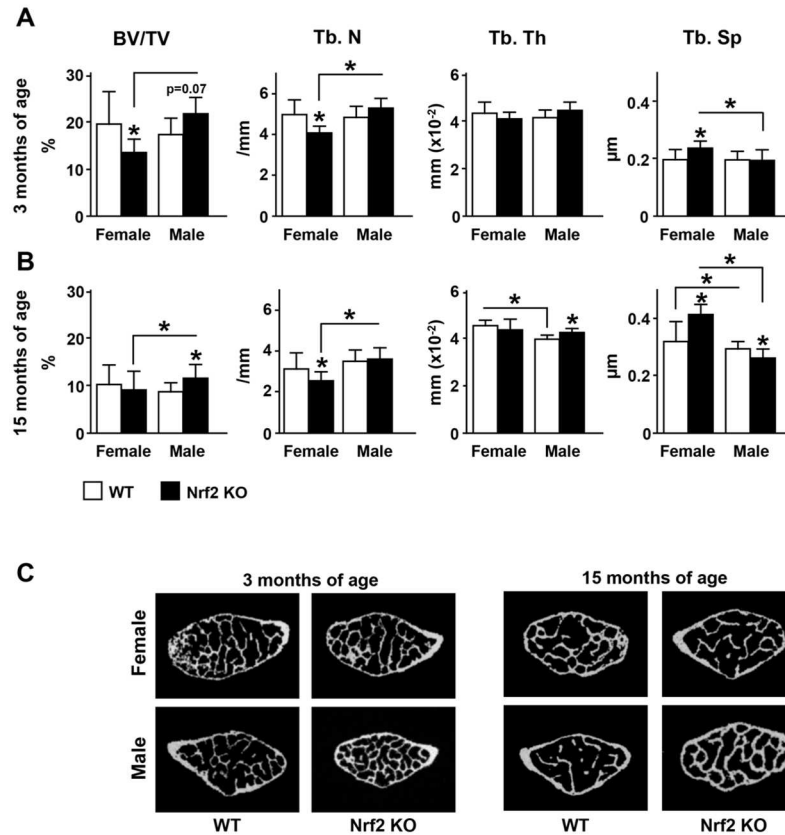 A
BV/TV
Tb. N
Tb. Th
Tb. Sp
3 months of age
%
30
20
10
0
p=0.07
*
Female
Male
/mm
6
4
2
0
*
*
Female
Male
mm (x10-2)
6
4
2
0
Female
Male
µm
0.4
0.2
0
*
*
Female
Male
B
15 months of age
%
30
20
10
0
*
*
Female
Male
/mm
6
4
2
0
*
*
Female
Male
mm (x10-2)
6
4
2
0
*
*
Female
Male
µm
0.4
0.2
0
*
*
*
*
Female
Male
WT
Nrf2 KO
C
3 months of age
15 months of age
Female
Male
WT
Nrf2 KO
WT
Nrf2 KO